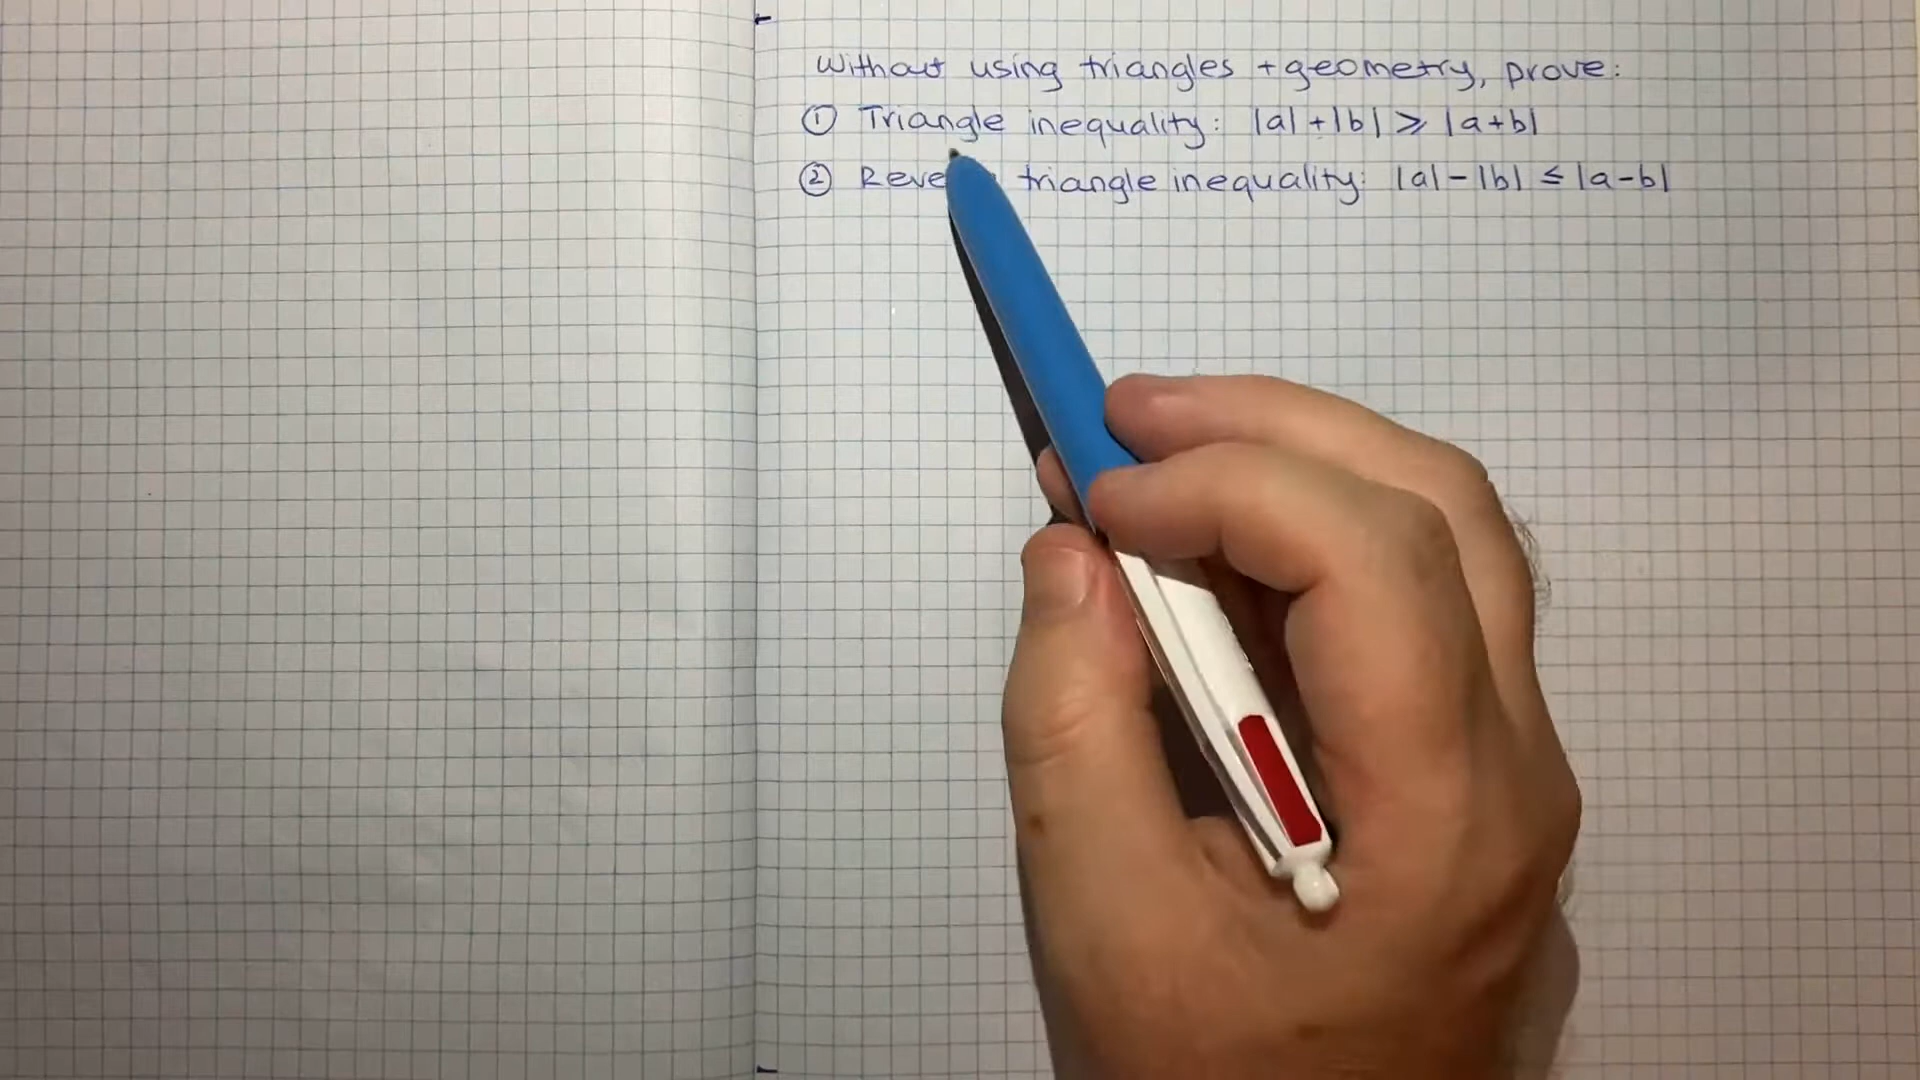 Without using triangles + geometry, prove:
① Triangle inequality: |a| + |b| ⩾ |a+b|
② triangle inequality: |a| - |b| ≤ |a-b|